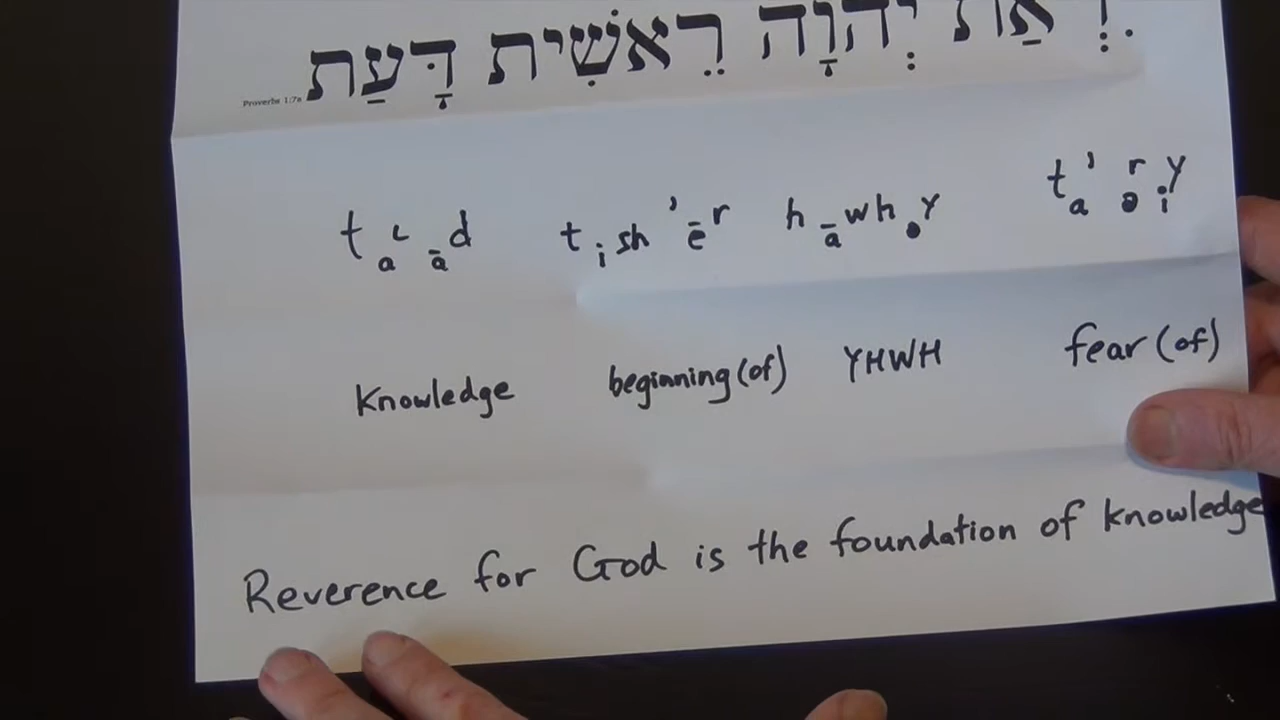 יְהוָה רֵאשִׁית דָּעַת
Proverbs 1:7a
t a ʿ ā d t i sh ʾ ē r h ā w h ə Y t a ʾ r ə i y
knowledge beginning (of) YHWH fear (of)
Reverence for God is the foundation of knowledge